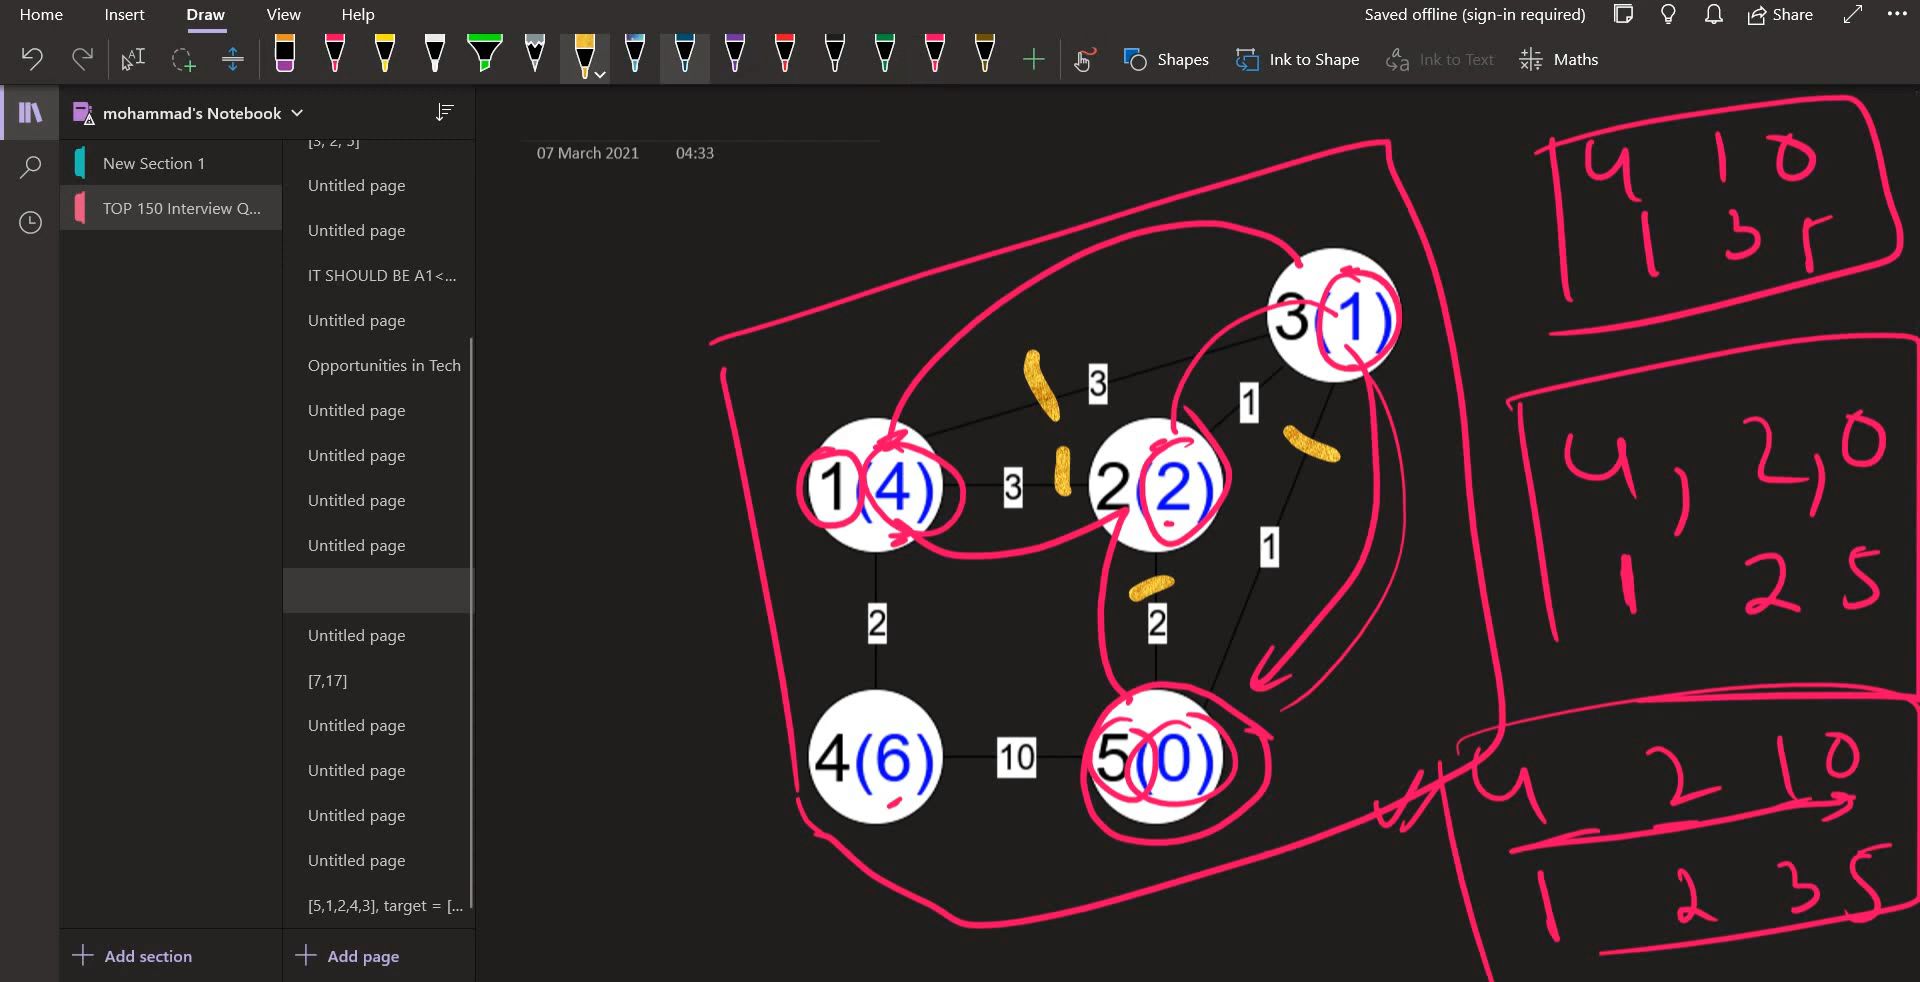 Home Insert Draw View Help
Saved offline (sign-in required) Share
Shapes Ink to Shape Ink to Text Maths
mohammad's Notebook
New Section 1
TOP 150 Interview Q...
[3, 2, 5]
Untitled page
Untitled page
IT SHOULD BE A1<...
Untitled page
Opportunities in Tech
Untitled page
Untitled page
Untitled page
Untitled page
Untitled page
[7,17]
Untitled page
Untitled page
Untitled page
Untitled page
[5,1,2,4,3], target = [...
Add section
Add page
07 March 2021 04:33
3(1)
3
1
1(4)
3
2(2)
1
2
2
4(6)
10
5(0)
4 1 0
1 3 5
4, 2, 0
1 2 5
4 2 1 0
1 2 3 5